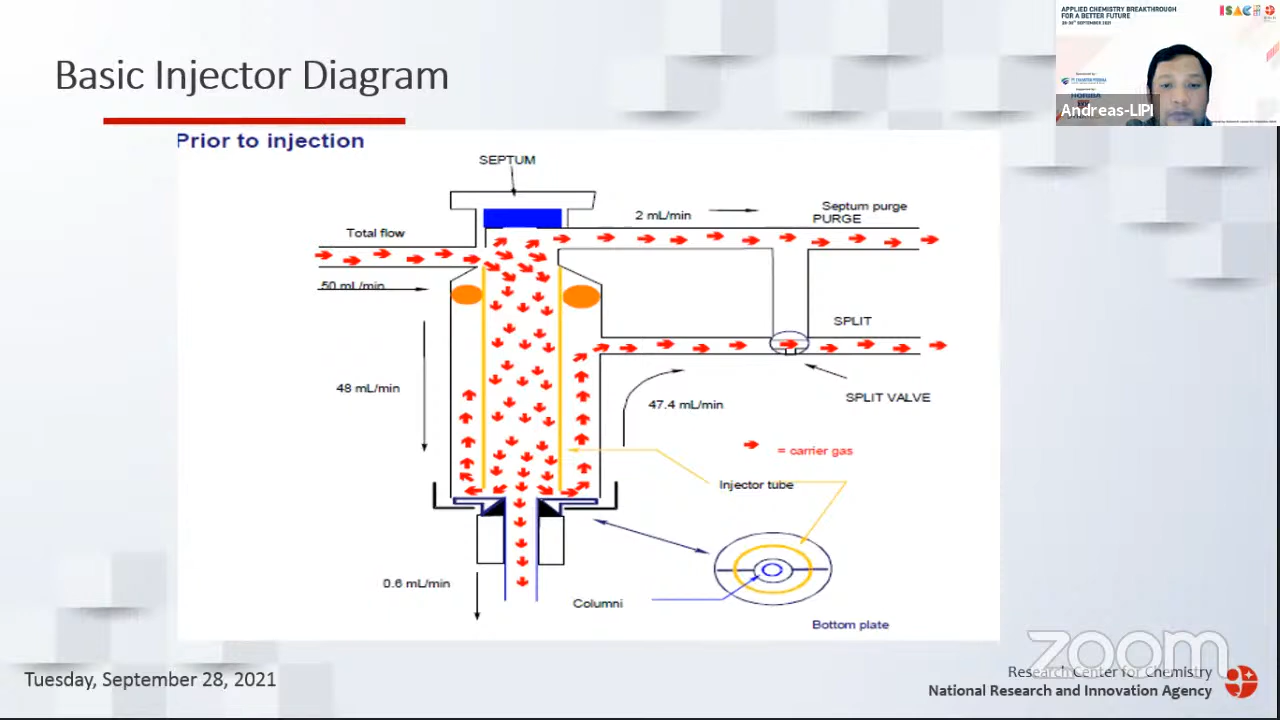 APPLIED CHEMISTRY BREAKTHROUGH
FOR A BETTER FUTURE
ISAC
Andreas-LIPI
Basic Injector Diagram
Prior to injection
SEPTUM
2 mL/min
Septum purge
PURGE
Total flow
50 mL/min
SPLIT
48 mL/min
SPLIT VALVE
47.4 mL/min
= carrier gas
Injector tube
0.6 mL/min
Columni
Bottom plate
zoom
Tuesday, September 28, 2021
Research Center for Chemistry
National Research and Innovation Agency